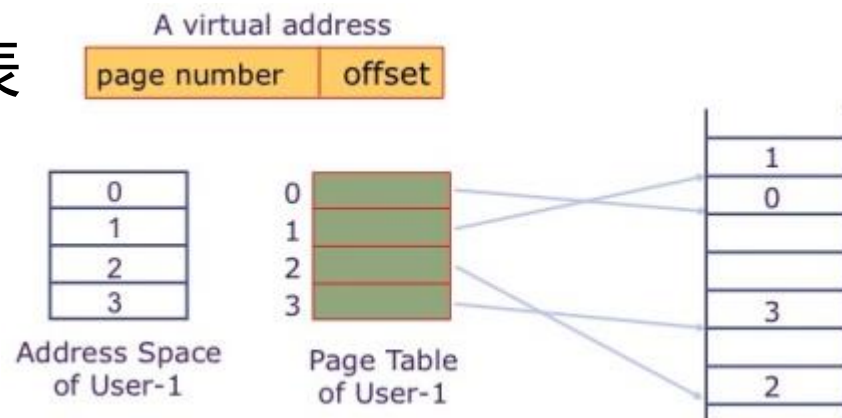 A virtual address
表
page number offset
0
1
2
3
Address Space
of User-1
0
1
2
3
Page Table
of User-1
1
0
3
2